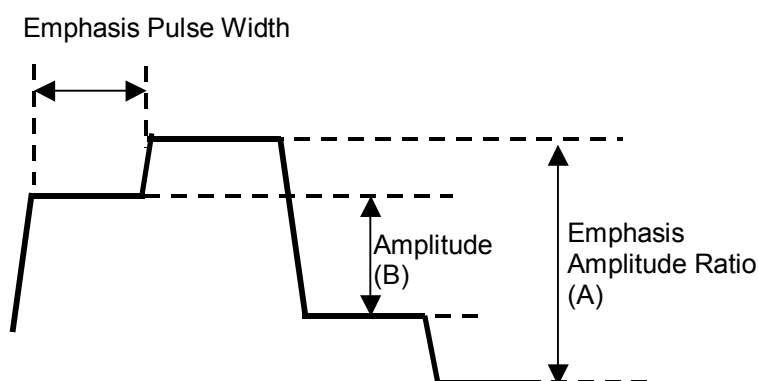 Emphasis Pulse Width
Amplitude
(B)
Emphasis
Amplitude Ratio
(A)